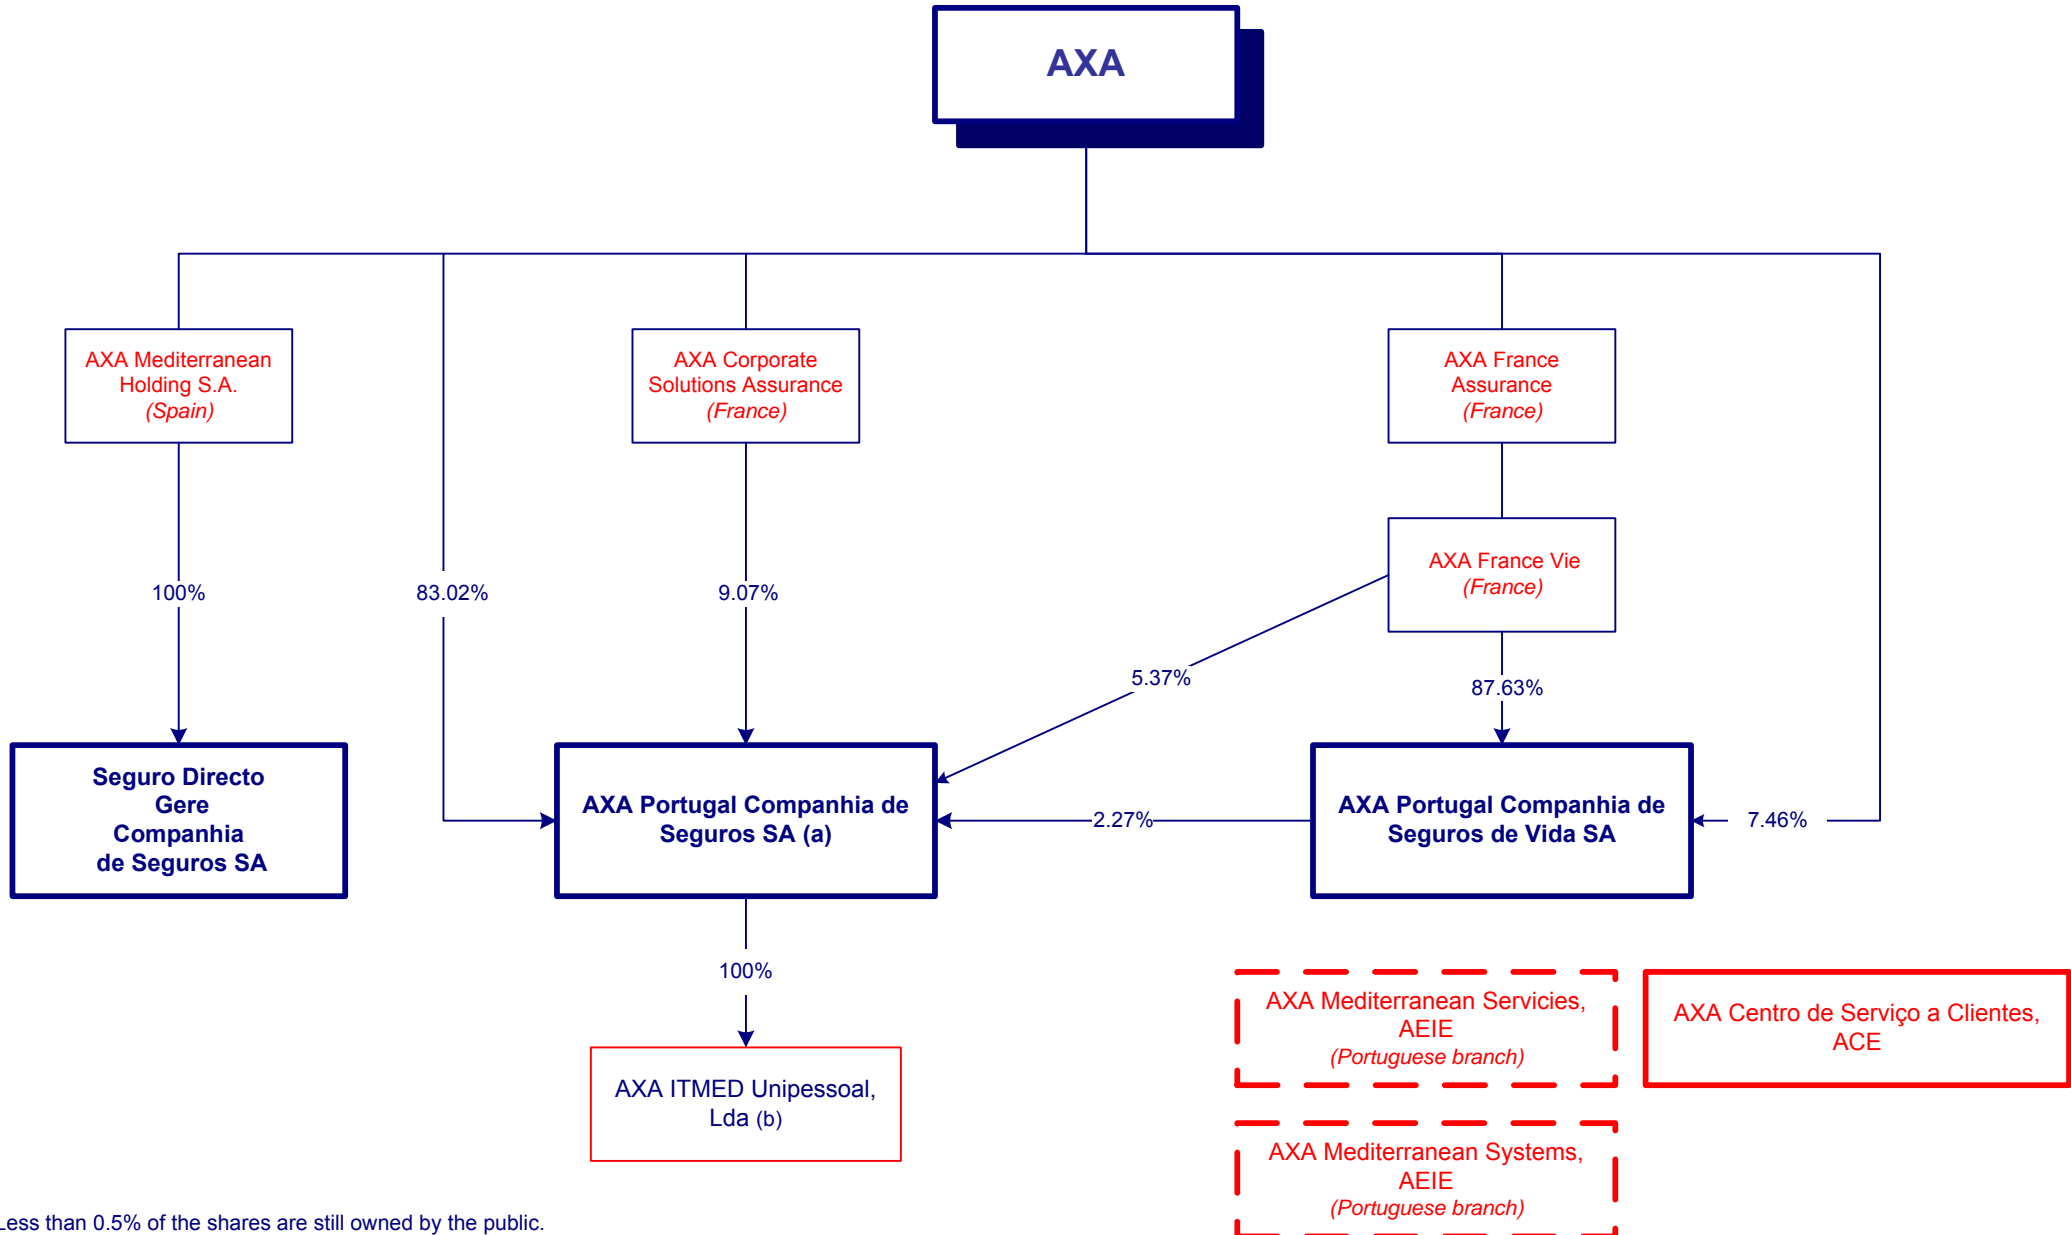 AXA
AXA Mediterranean
Holding S.A.
(Spain)
AXA Corporate
Solutions Assurance
(France)
AXA France
Assurance
(France)
AXA France Vie
(France)
100%
83.02%
9.07%
5.37%
87.63%
Seguro Directo
Gere
Companhia
de Seguros SA
AXA Portugal Companhia de
Seguros SA (a)
2.27%
AXA Portugal Companhia de
Seguros de Vida SA
7.46%
100%
AXA ITMED Unipessoal,
Lda (b)
AXA Mediterranean Servicies,
AEIE
(Portuguese branch)
AXA Centro de Serviço a Clientes,
ACE
AXA Mediterranean Systems,
AEIE
(Portuguese branch)
Less than 0.5% of the shares are still owned by the public.